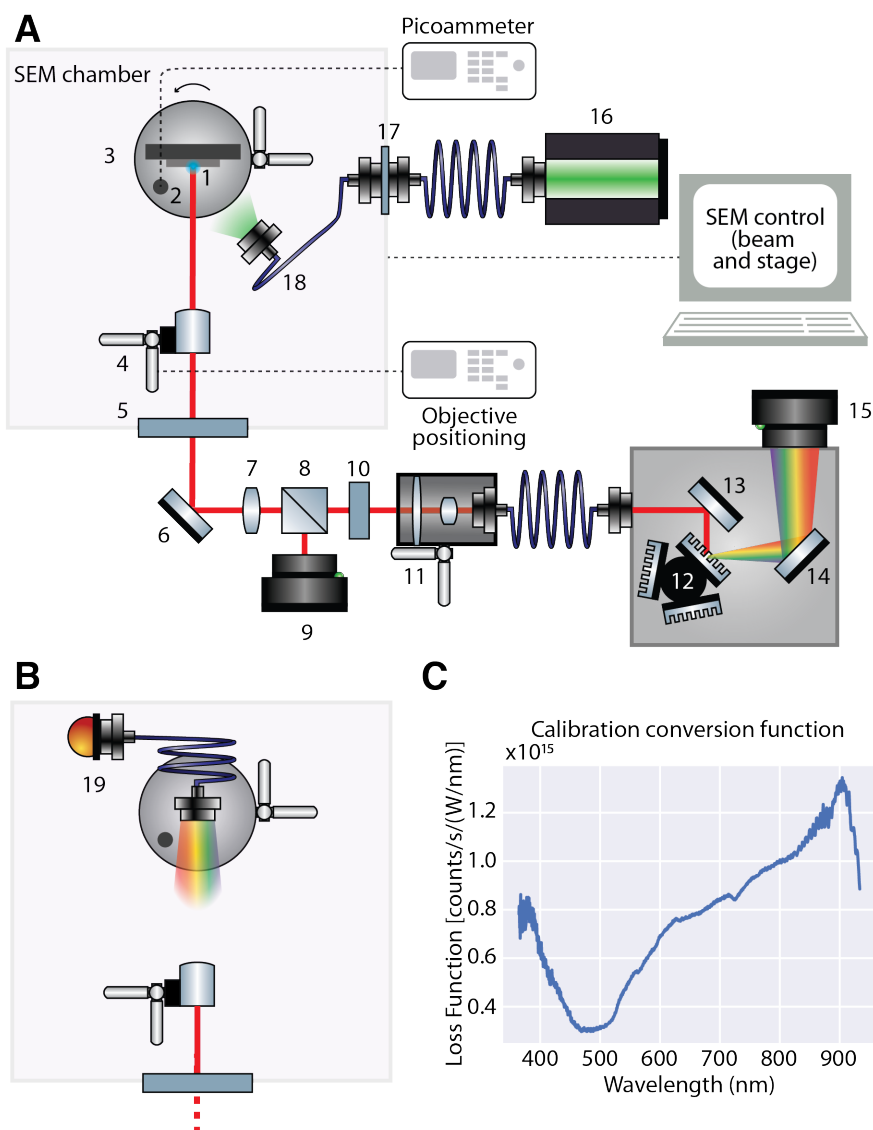 A
Picoammeter
SEM chamber
16
17
3
1
2
SEM control
(beam
and stage)
18
4
5
Objective
positioning
15
7
8
10
13
6
11
12
14
9
B
C
19
Calibration conversion function
x10¹⁵
Loss Function [counts/s/(W/nm)]
1.2
1.0
0.8
0.6
0.4
400 500 600 700 800 900
Wavelength (nm)